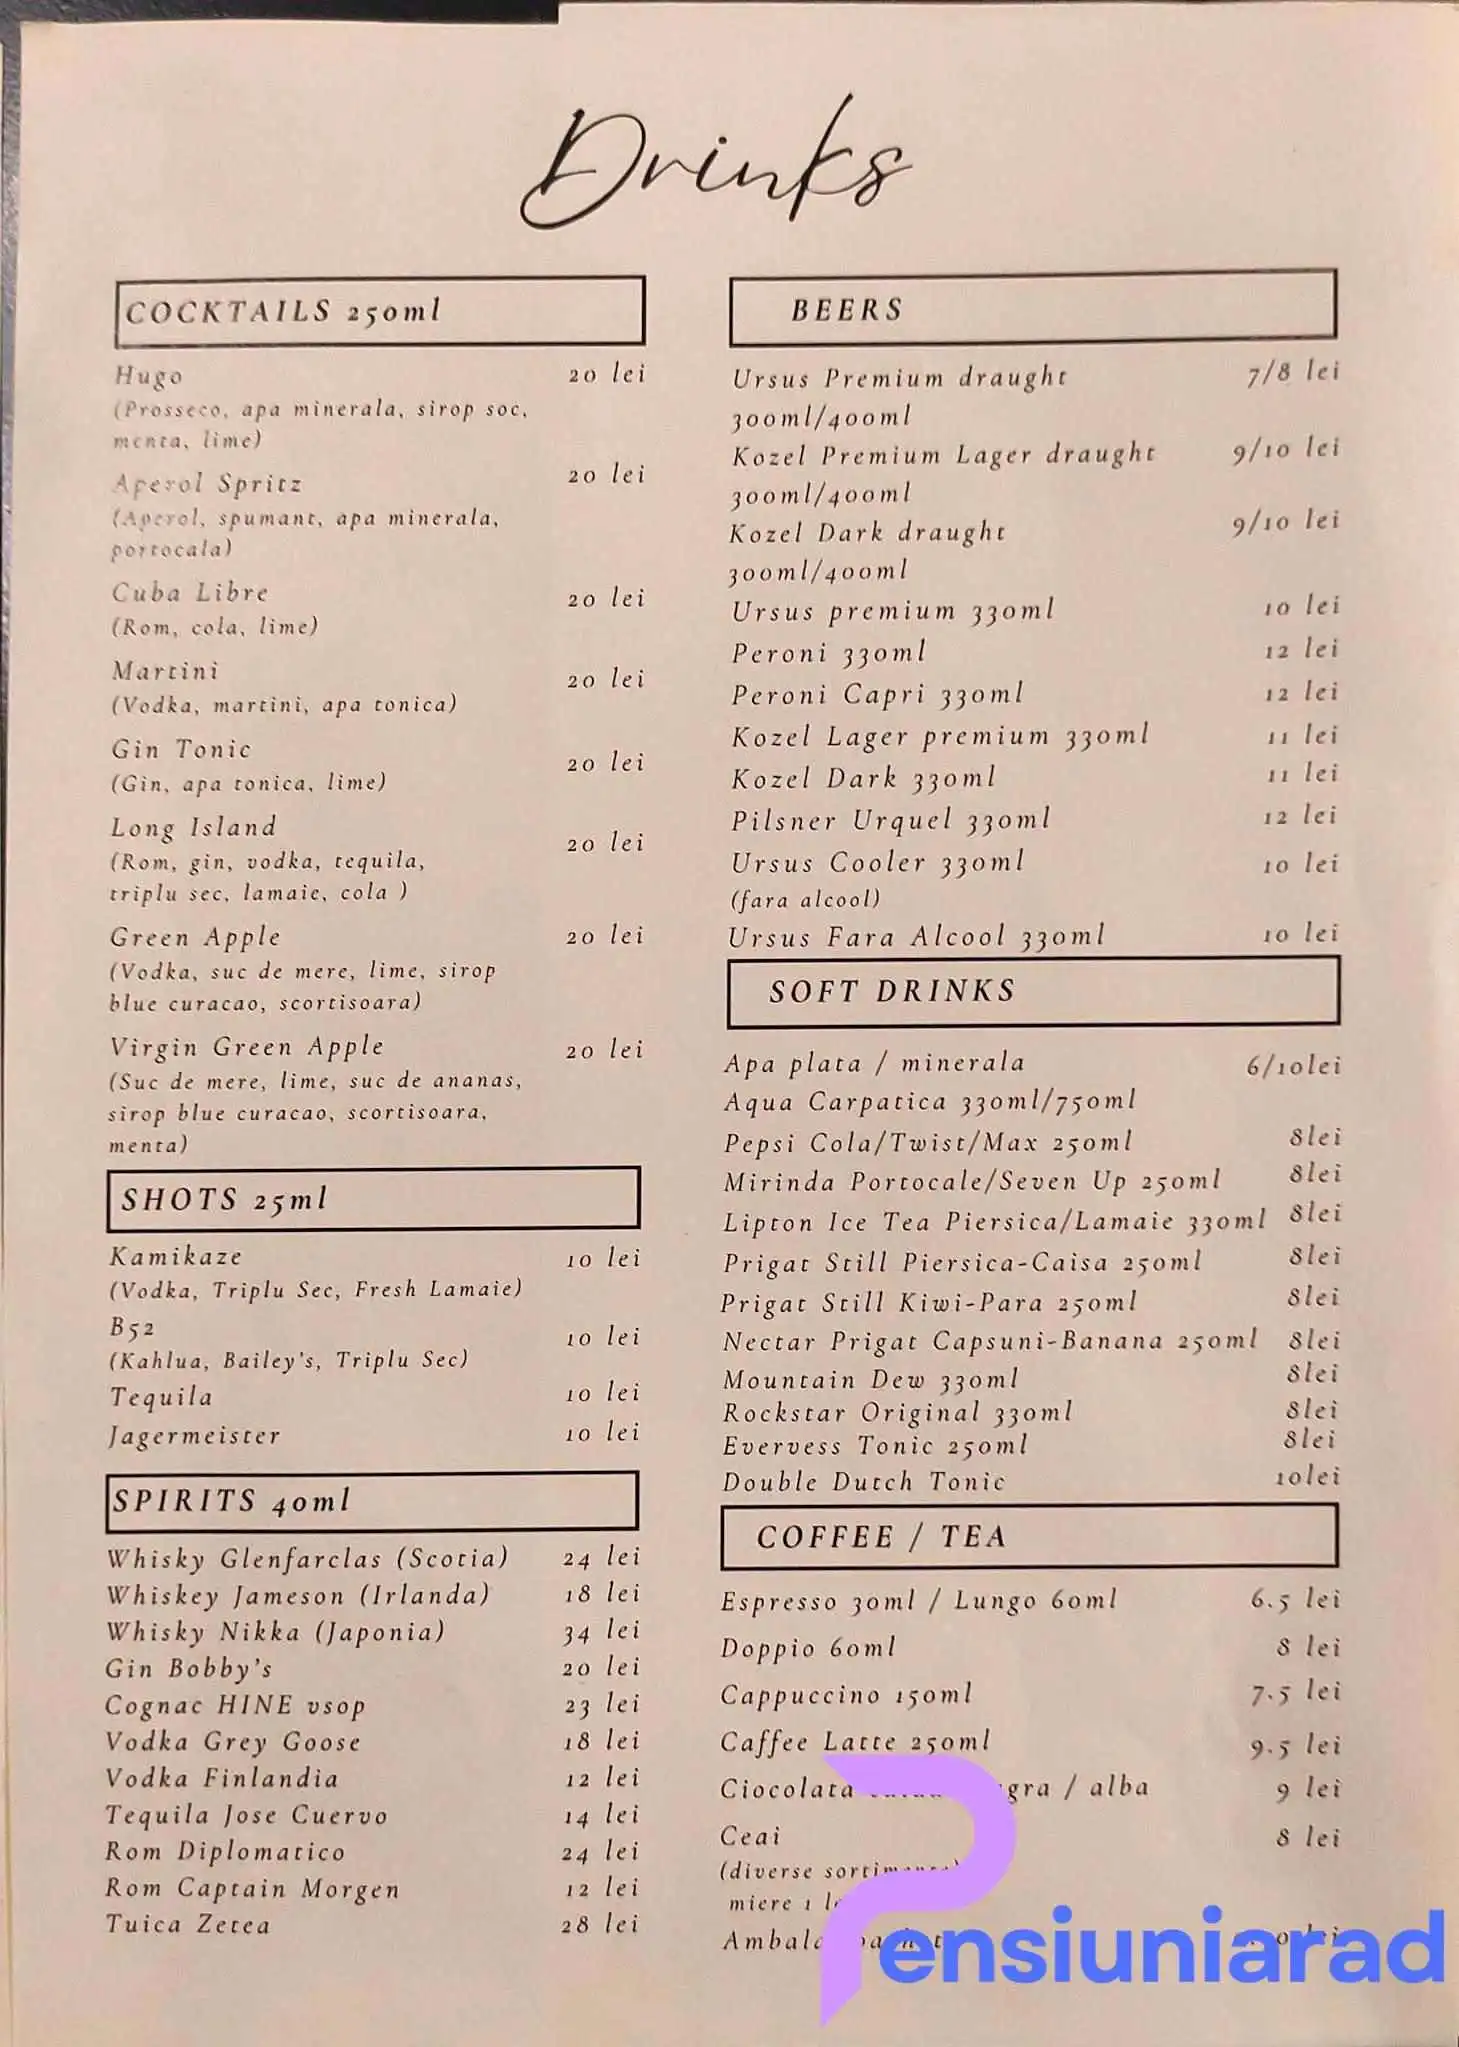 Drinks
COCKTAILS 250ml
Hugo 20 lei
(Prosseco, apa minerala, sirop soc,
menta, lime)
Aperol Spritz 20 lei
(Aperol, spumant, apa minerala,
portocala)
Cuba Libre 20 lei
(Rom, cola, lime)
Martini 20 lei
(Vodka, martini, apa tonica)
Gin Tonic 20 lei
(Gin, apa tonica, lime)
Long Island 20 lei
(Rom, gin, vodka, tequila,
triplu sec, lamaie, cola )
Green Apple 20 lei
(Vodka, suc de mere, lime, sirop
blue curacao, scortisoara)
Virgin Green Apple 20 lei
(Suc de mere, lime, suc de ananas,
sirop blue curacao, scortisoara,
menta)
SHOTS 25ml
Kamikaze 10 lei
(Vodka, Triplu Sec, Fresh Lamaie)
B52 10 lei
(Kahlua, Bailey's, Triplu Sec)
Tequila 10 lei
Jagermeister 10 lei
SPIRITS 40ml
Whisky Glenfarclas (Scotia) 24 lei
Whiskey Jameson (Irlanda) 18 lei
Whisky Nikka (Japonia) 34 lei
Gin Bobby's 20 lei
Cognac HINE vsop 23 lei
Vodka Grey Goose 18 lei
Vodka Finlandia 12 lei
Tequila Jose Cuervo 14 lei
Rom Diplomatico 24 lei
Rom Captain Morgen 12 lei
Tuica Zetea 28 lei
BEERS
Ursus Premium draught 7/8 lei
300ml/400ml
Kozel Premium Lager draught 9/10 lei
300ml/400ml
Kozel Dark draught 9/10 lei
300ml/400ml
Ursus premium 330ml 10 lei
Peroni 330ml 12 lei
Peroni Capri 330ml 12 lei
Kozel Lager premium 330ml 11 lei
Kozel Dark 330ml 11 lei
Pilsner Urquel 330ml 12 lei
Ursus Cooler 330ml 10 lei
(fara alcool)
Ursus Fara Alcool 330ml 10 lei
SOFT DRINKS
Apa plata / minerala 6/10lei
Aqua Carpatica 330ml/750ml
Pepsi Cola/Twist/Max 250ml 8lei
Mirinda Portocale/Seven Up 250ml 8lei
Lipton Ice Tea Piersica/Lamaie 330ml 8lei
Prigat Still Piersica-Caisa 250ml 8lei
Prigat Still Kiwi-Para 250ml 8lei
Nectar Prigat Capsuni-Banana 250ml 8lei
Mountain Dew 330ml 8lei
Rockstar Original 330ml 8lei
Evervess Tonic 250ml 8lei
Double Dutch Tonic 10lei
COFFEE / TEA
Espresso 30ml / Lungo 60ml 6.5 lei
Doppio 60ml 8 lei
Cappuccino 150ml 7.5 lei
Caffee Latte 250ml 9.5 lei
Ciocolata / alba 9 lei
Ceai 8 lei
(diverse sortimente)
miere 1
Pensiuniarad